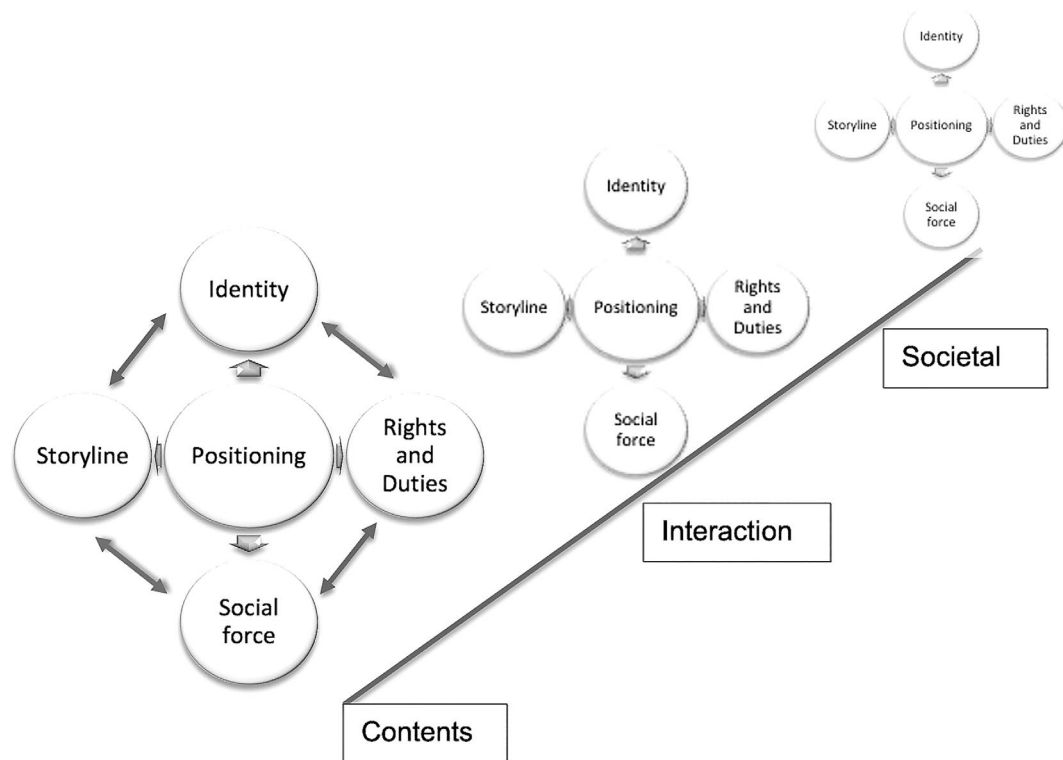 Identity
Storyline
Positioning
Rights
and
Duties
Social
force
Contents
Identity
Storyline
Positioning
Rights
and
Duties
Social
force
Interaction
Identity
Storyline
Positioning
Rights
and
Duties
Social
force
Societal